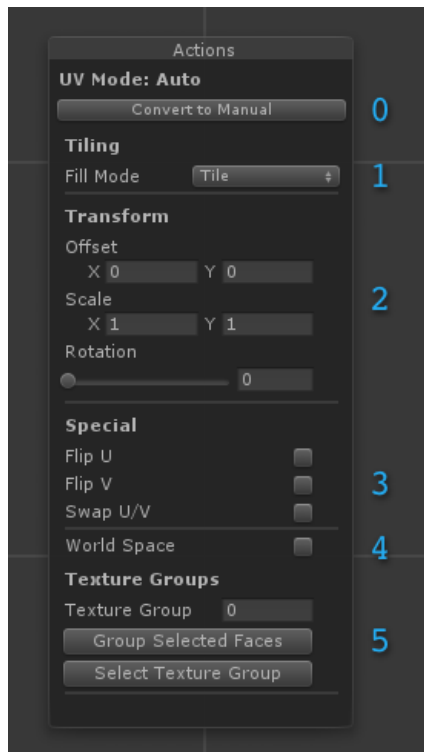 Actions
UV Mode: Auto
Convert to Manual 0
Tiling
Fill Mode Tile 1
Transform
Offset
X 0 Y 0
Scale 2
X 1 Y 1
Rotation
0
Special
Flip U
Flip V 3
Swap U/V
World Space 4
Texture Groups
Texture Group 0
Group Selected Faces 5
Select Texture Group